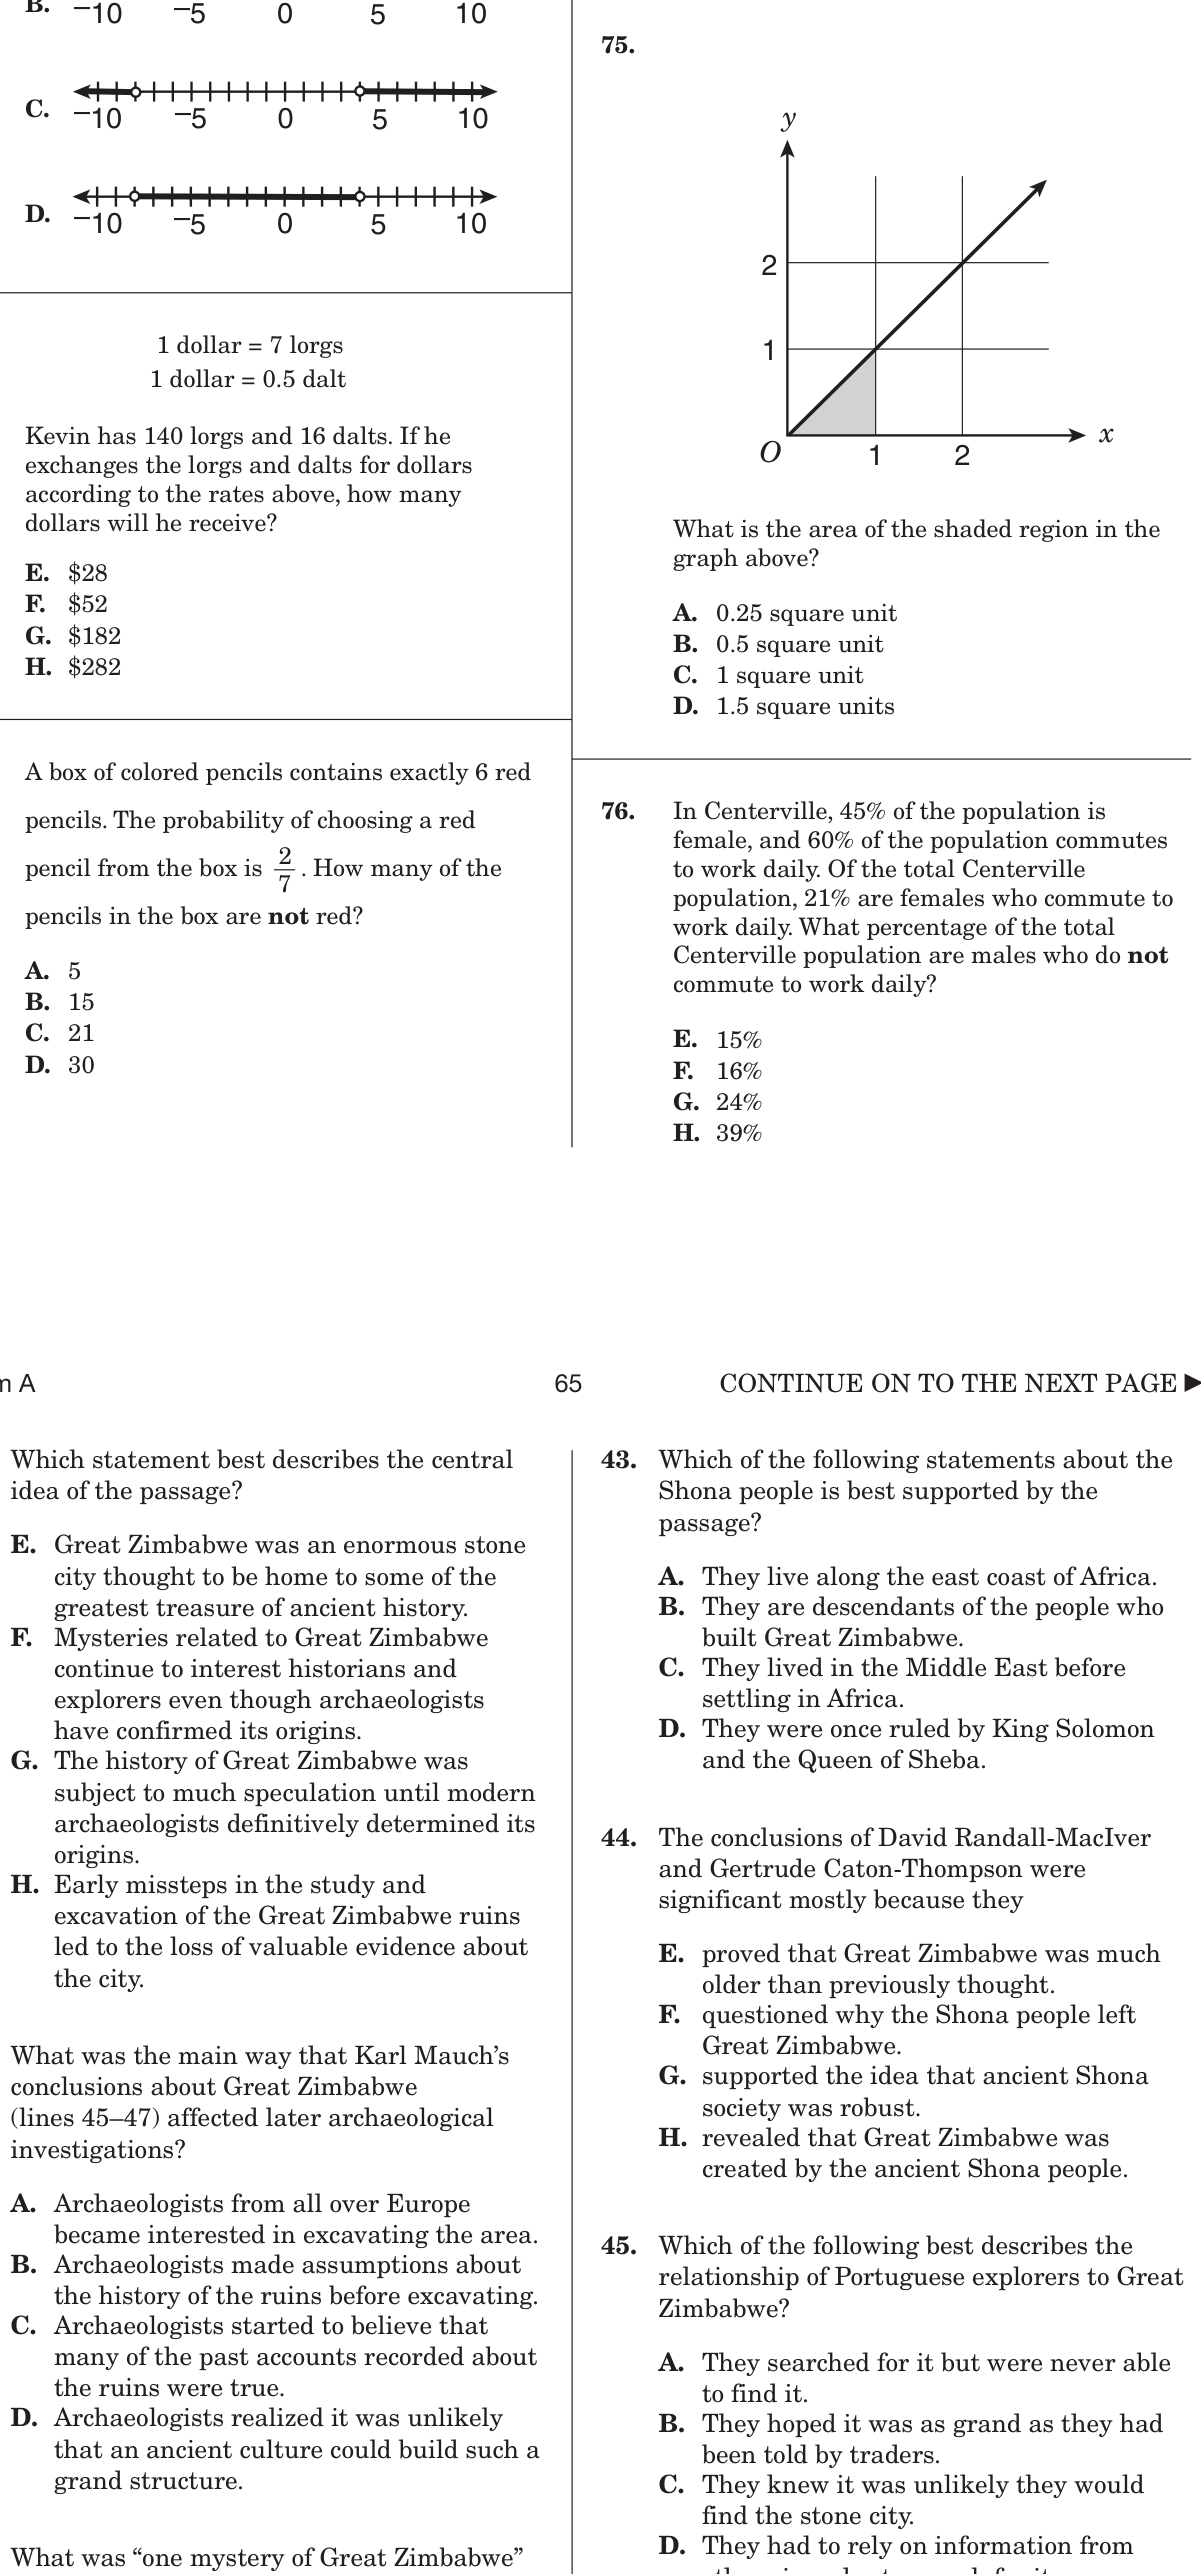 B. –10 –5 0 5 10
C. –10 –5 0 5 10
D. –10 –5 0 5 10
1 dollar = 7 lorgs
1 dollar = 0.5 dalt
Kevin has 140 lorgs and 16 dalts. If he
exchanges the lorgs and dalts for dollars
according to the rates above, how many
dollars will he receive?
E. $28
F. $52
G. $182
H. $282
A box of colored pencils contains exactly 6 red
pencils. The probability of choosing a red
pencil from the box is 2/7. How many of the
pencils in the box are not red?
A. 5
B. 15
C. 21
D. 30
75.
y
2
1
O 1 2 x
What is the area of the shaded region in the
graph above?
A. 0.25 square unit
B. 0.5 square unit
C. 1 square unit
D. 1.5 square units
76. In Centerville, 45% of the population is
female, and 60% of the population commutes
to work daily. Of the total Centerville
population, 21% are females who commute to
work daily. What percentage of the total
Centerville population are males who do not
commute to work daily?
E. 15%
F. 16%
G. 24%
H. 39%
A 65 CONTINUE ON TO THE NEXT PAGE ►
Which statement best describes the central
idea of the passage?
E. Great Zimbabwe was an enormous stone
city thought to be home to some of the
greatest treasure of ancient history.
F. Mysteries related to Great Zimbabwe
continue to interest historians and
explorers even though archaeologists
have confirmed its origins.
G. The history of Great Zimbabwe was
subject to much speculation until modern
archaeologists definitively determined its
origins.
H. Early missteps in the study and
excavation of the Great Zimbabwe ruins
led to the loss of valuable evidence about
the city.
What was the main way that Karl Mauch’s
conclusions about Great Zimbabwe
(lines 45–47) affected later archaeological
investigations?
A. Archaeologists from all over Europe
became interested in excavating the area.
B. Archaeologists made assumptions about
the history of the ruins before excavating.
C. Archaeologists started to believe that
many of the past accounts recorded about
the ruins were true.
D. Archaeologists realized it was unlikely
that an ancient culture could build such a
grand structure.
What was “one mystery of Great Zimbabwe”
43. Which of the following statements about the
Shona people is best supported by the
passage?
A. They live along the east coast of Africa.
B. They are descendants of the people who
built Great Zimbabwe.
C. They lived in the Middle East before
settling in Africa.
D. They were once ruled by King Solomon
and the Queen of Sheba.
44. The conclusions of David Randall-MacIver
and Gertrude Caton-Thompson were
significant mostly because they
E. proved that Great Zimbabwe was much
older than previously thought.
F. questioned why the Shona people left
Great Zimbabwe.
G. supported the idea that ancient Shona
society was robust.
H. revealed that Great Zimbabwe was
created by the ancient Shona people.
45. Which of the following best describes the
relationship of Portuguese explorers to Great
Zimbabwe?
A. They searched for it but were never able
to find it.
B. They hoped it was as grand as they had
been told by traders.
C. They knew it was unlikely they would
find the stone city.
D. They had to rely on information from